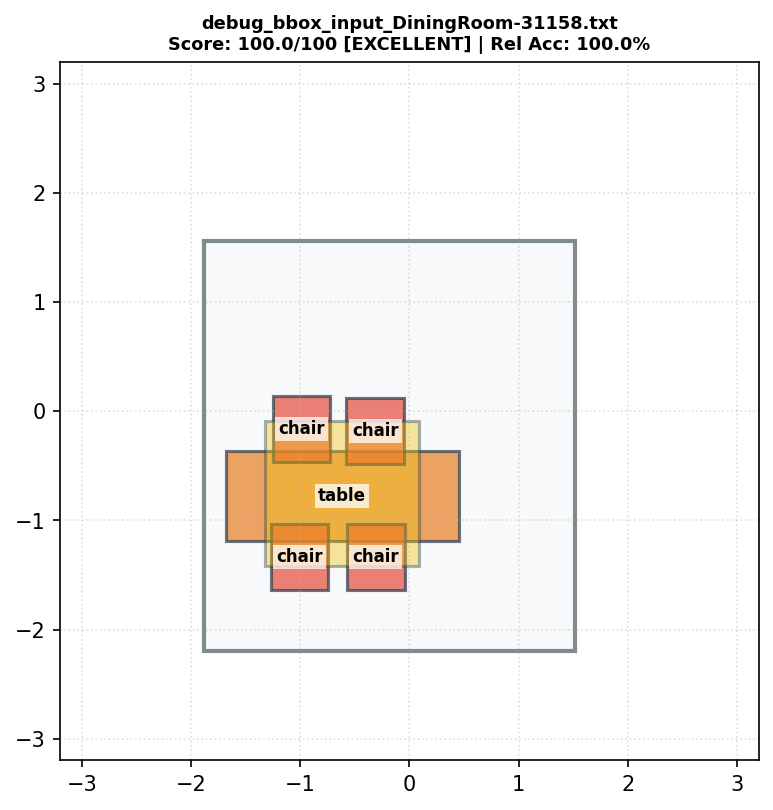 debug_bbox_input_DiningRoom-31158.txt
Score: 100.0/100 [EXCELLENT] | Rel Acc: 100.0%
3
2
1
0
−1
−2
−3
chair
chair
table
chair
chair
−3
−2
−1
0
1
2
3